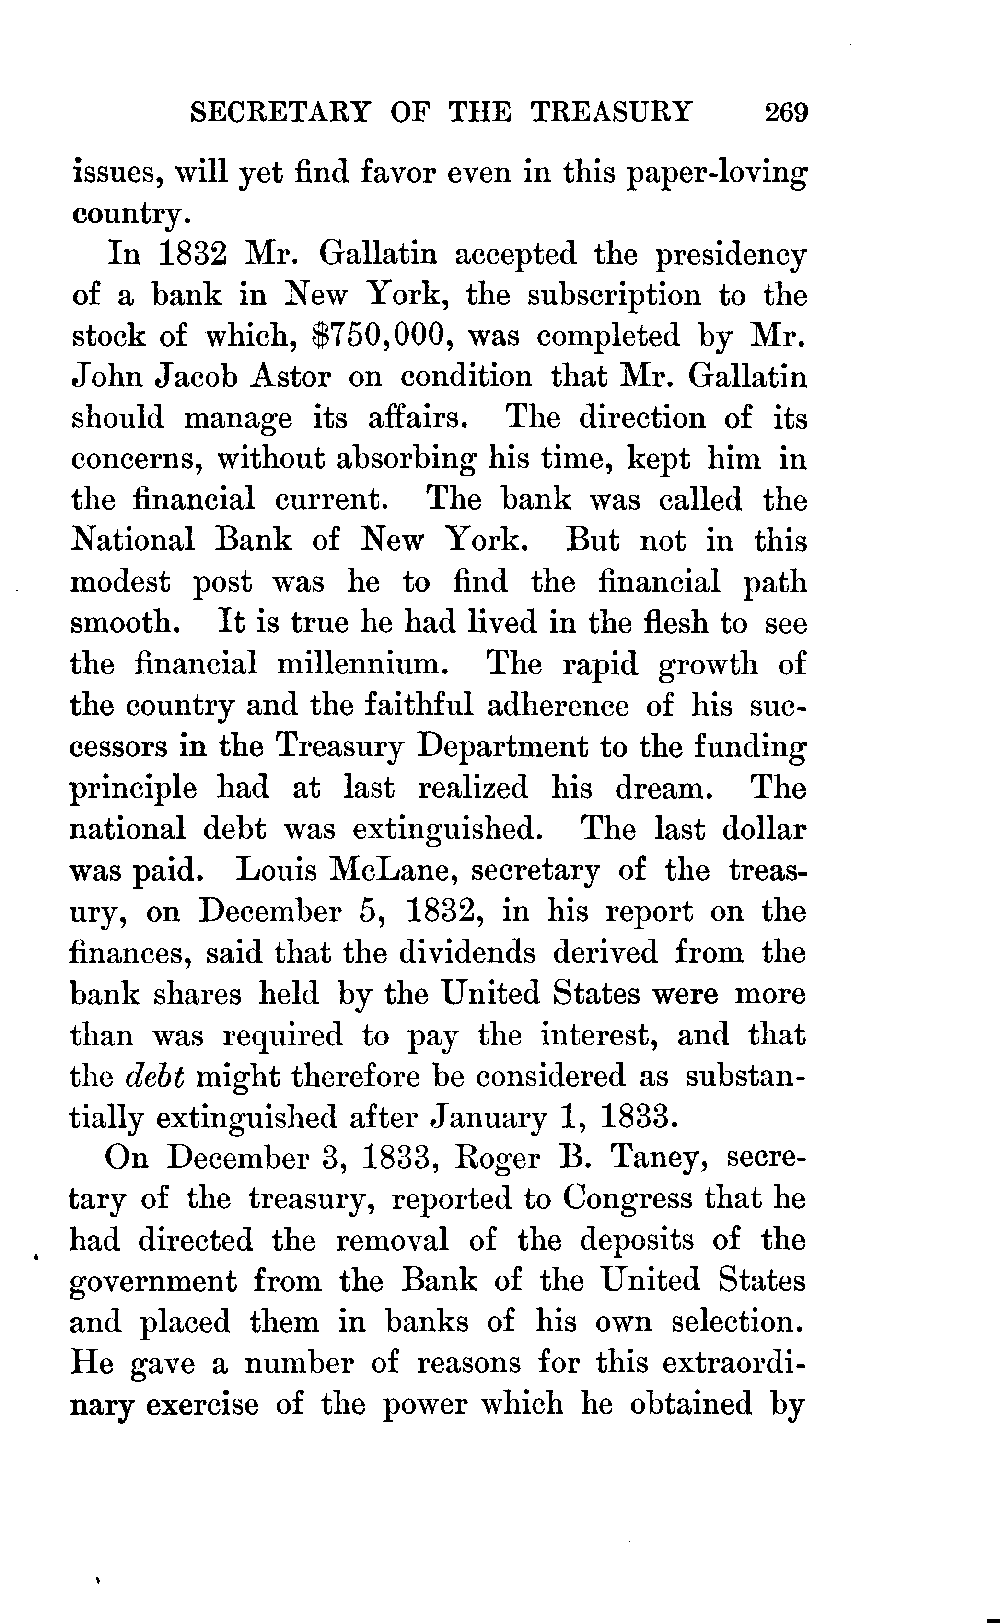 SECRETARY OF THE TREASURY 269
issues, will yet find favor even in this paper-loving
country.
In 1832 Mr. Gallatin accepted the presidency
of a bank in New York, the subscription to the
stock of which, $750,000, was completed by Mr.
John Jacob Astor on condition that Mr. Gallatin
should manage its affairs. The direction of its
concerns, without absorbing his time, kept him in
the financial current. The bank was called the
National Bank of New York. But not in this
modest post was he to find the financial path
smooth. It is true he had lived in the flesh to see
the financial millennium. The rapid growth of
the country and the faithful adherence of his suc-
cessors in the Treasury Department to the funding
principle had at last realized his dream. The
national debt was extinguished. The last dollar
was paid. Louis McLane, secretary of the treas-
ury, on December 5, 1832, in his report on the
finances, said that the dividends derived from the
bank shares held by the United States were more
than was required to pay the interest, and that
the debt might therefore be considered as substan-
tially extinguished after January 1, 1833.
On December 3, 1833, Roger B. Taney, secre-
tary of the treasury, reported to Congress that he
had directed the removal of the deposits of the
government from the Bank of the United States
and placed them in banks of his own selection.
He gave a number of reasons for this extraordi-
nary exercise of the power which he obtained by